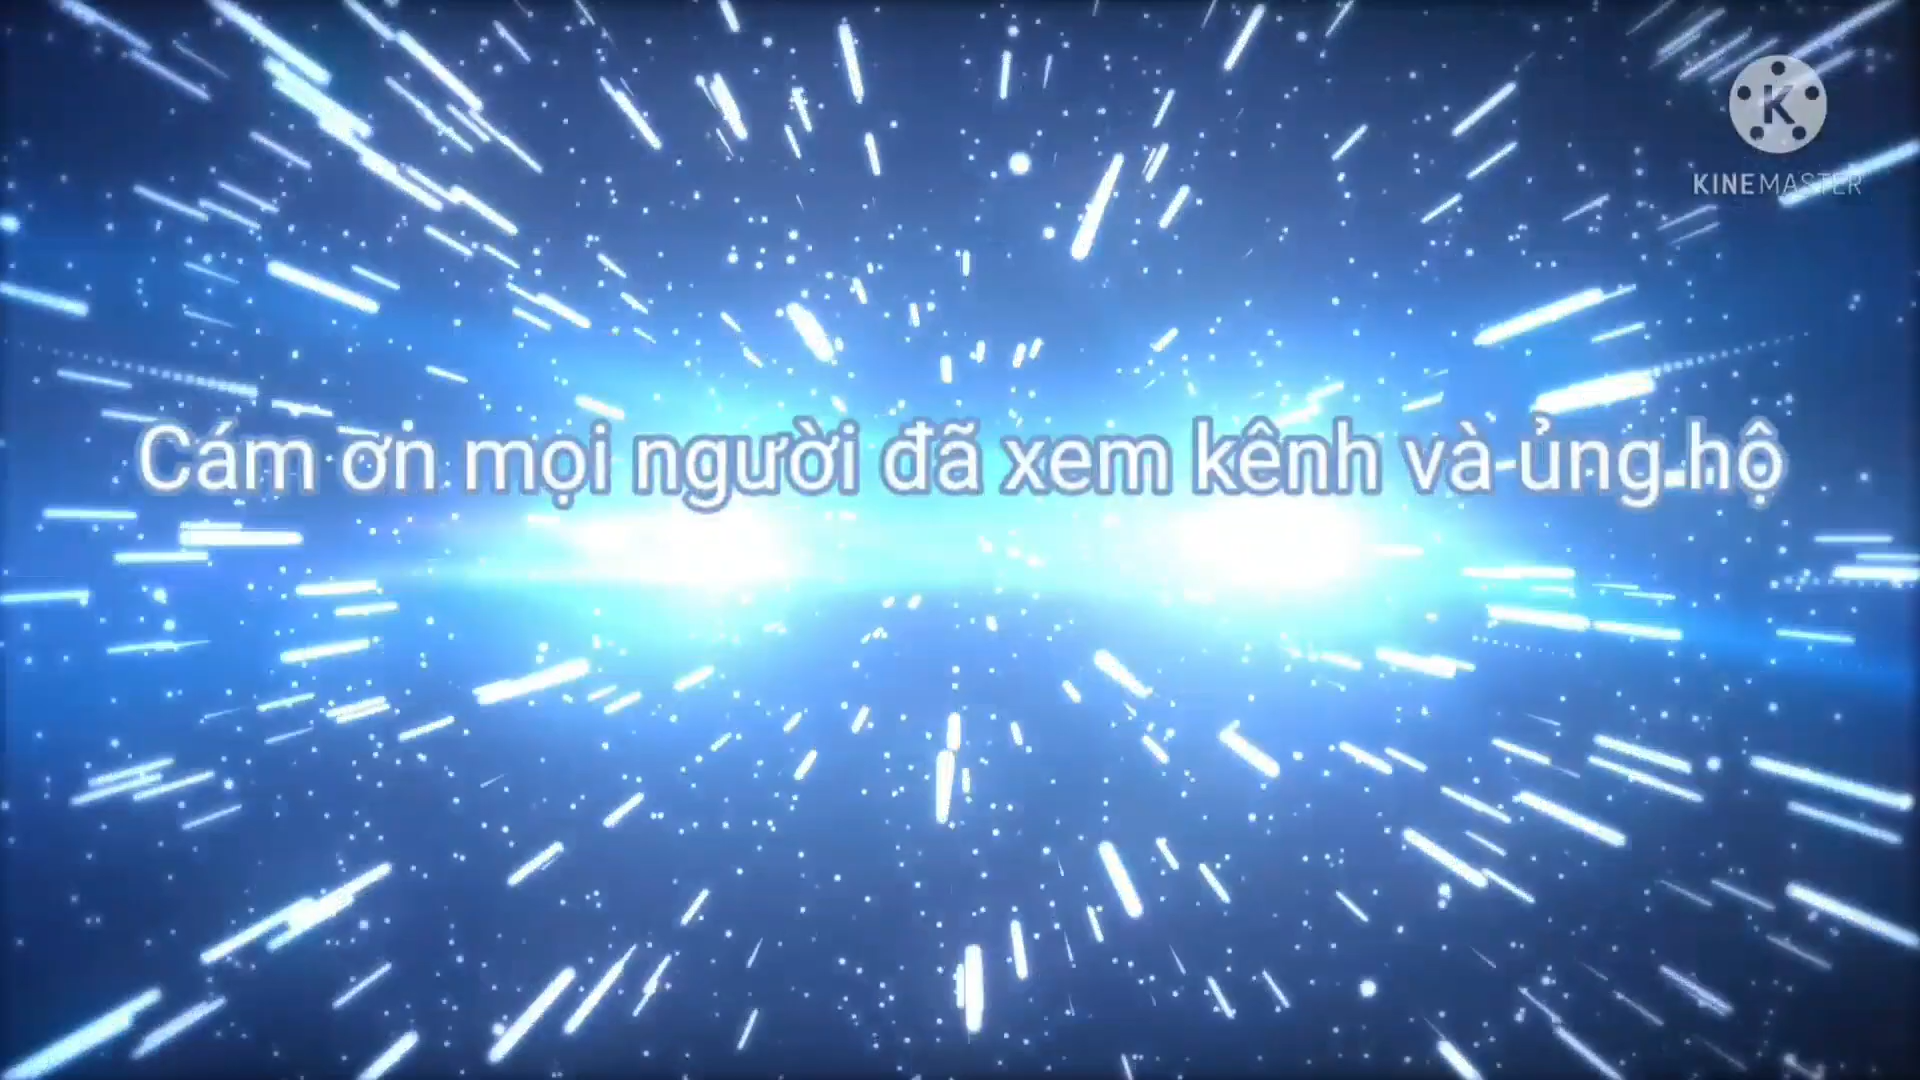 K
KINEMASTER
Cám ơn mọi người đã xem kênh và ủng hộ